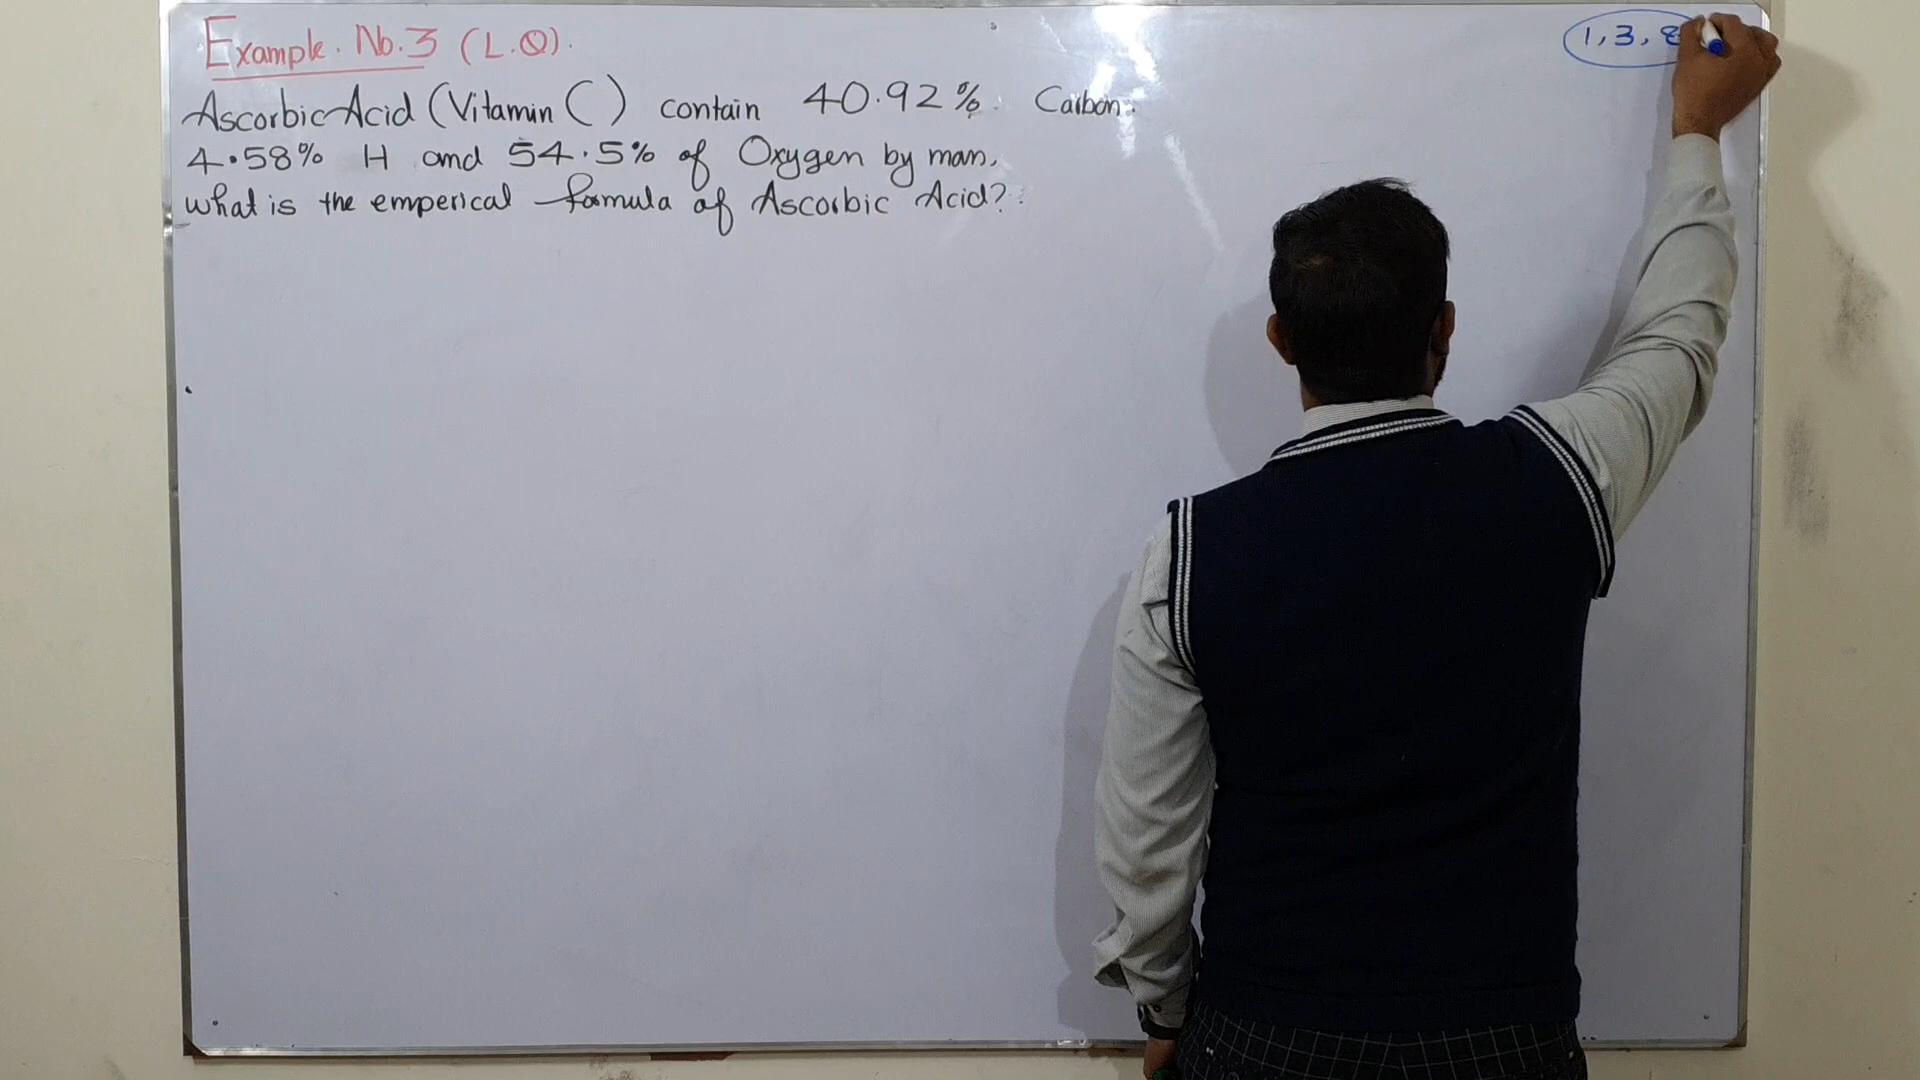 Example. No.3 (L.Q).
1,3,8
Ascorbic Acid (Vitamin C) contain 40.92% Carbon.
4.58% H and 54.5% of Oxygen by mass.
what is the emperical formula of Ascorbic Acid?